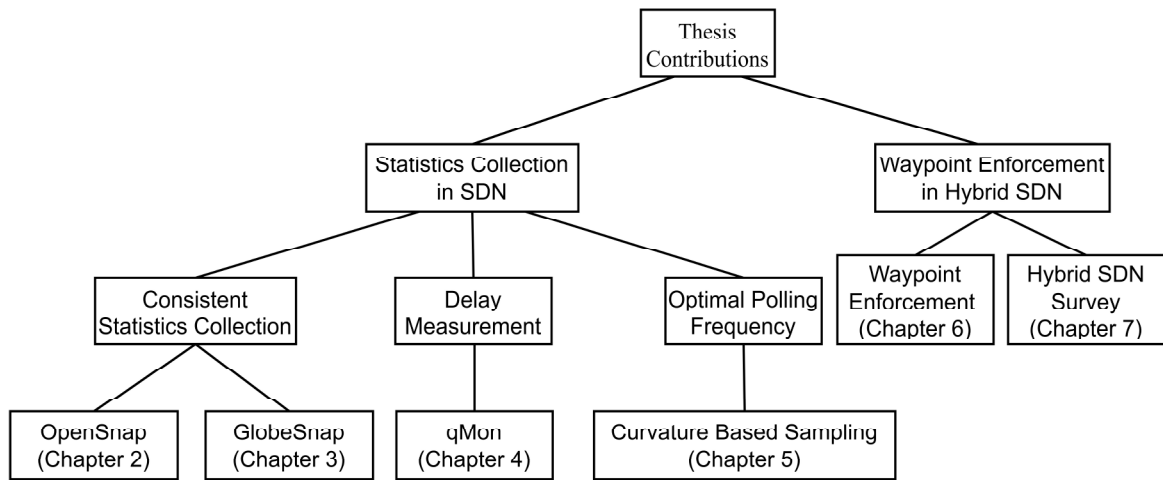 Thesis
Contributions
Statistics Collection
in SDN
Waypoint Enforcement
in Hybrid SDN
Consistent
Statistics Collection
Delay
Measurement
Optimal Polling
Frequency
Waypoint
Enforcement
(Chapter 6)
Hybrid SDN
Survey
(Chapter 7)
OpenSnap
(Chapter 2)
GlobeSnap
(Chapter 3)
qMon
(Chapter 4)
Curvature Based Sampling
(Chapter 5)